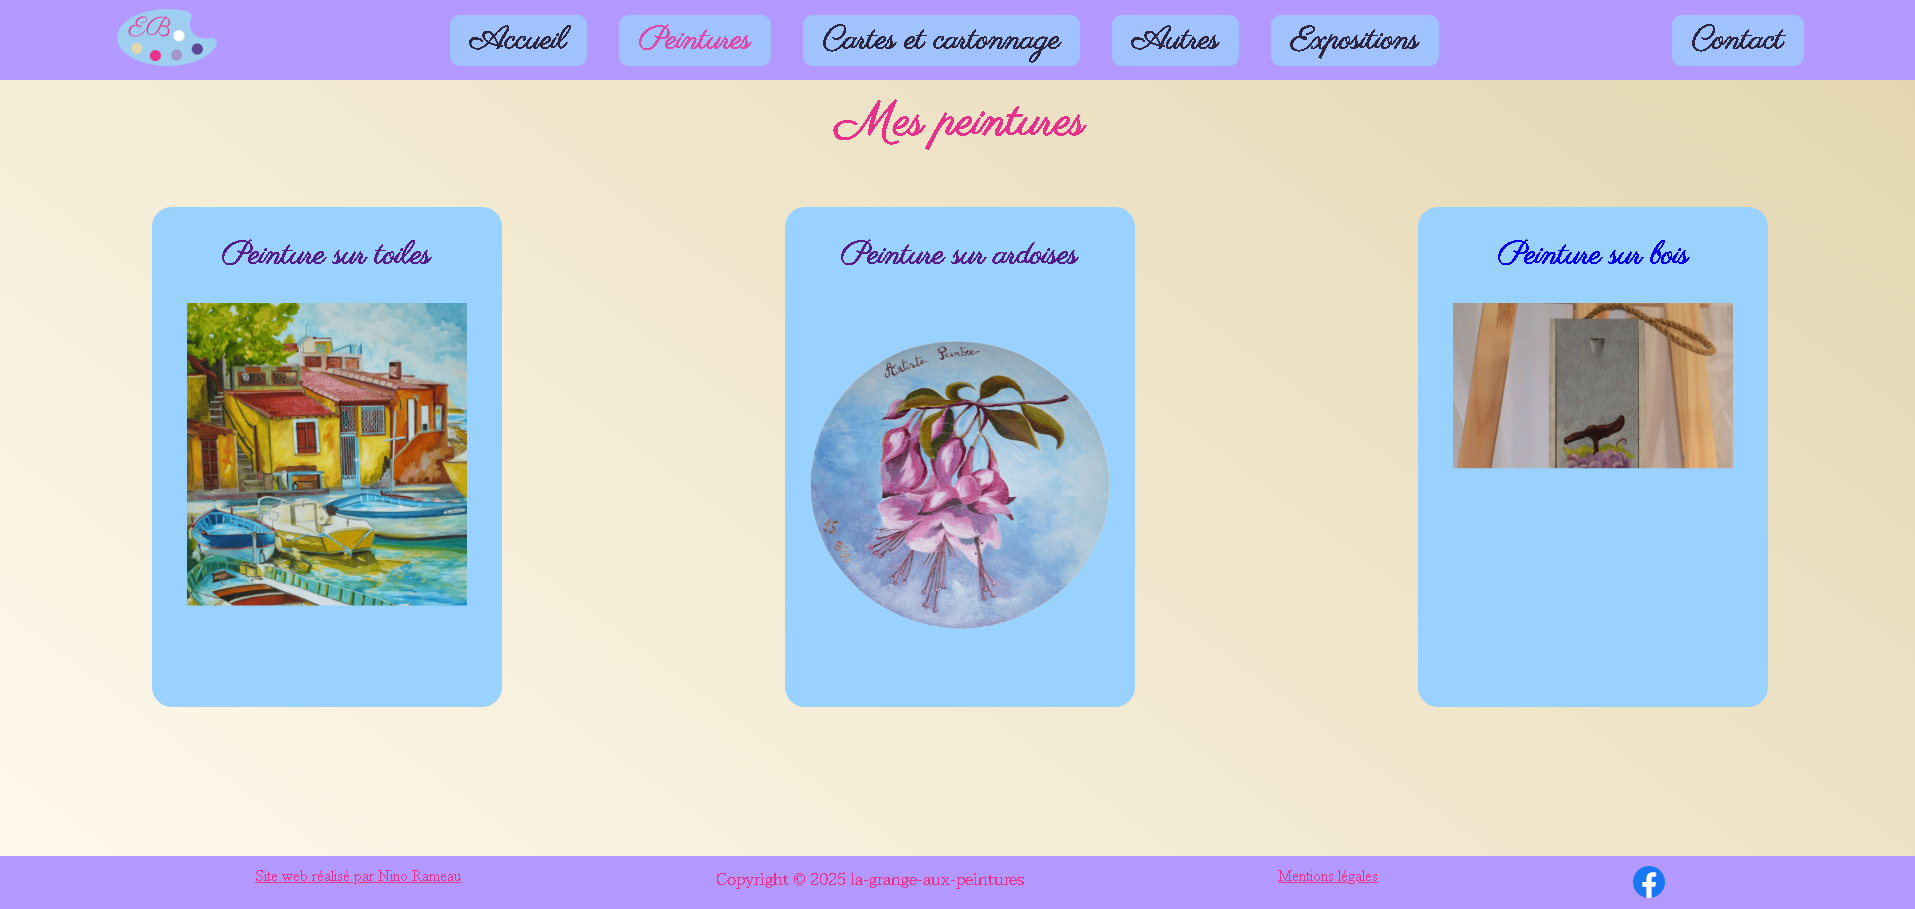 EB
Accueil
Peintures
Cartes et cartonnage
Autres
Expositions
Contact
Mes peintures
Peinture sur toiles
Peinture sur ardoises
Peinture sur bois
Artiste Peintre
Site web réalisé par Nino Rameau
Copyright © 2025 la-grange-aux-peintures
Mentions légales